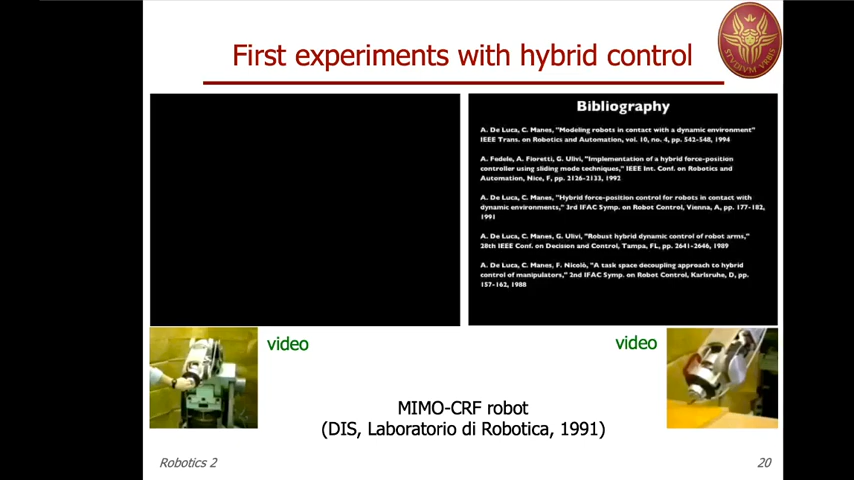 First experiments with hybrid control
STVDIVM VRBIS
Bibliography
A. De Luca, C. Manes, "Modeling robots in contact with a dynamic environment"
IEEE Trans. on Robotics and Automation, vol. 10, no. 4, pp. 542-548, 1994
A. Fedele, A. Fioretti, G. Ulivi, "Implementation of a hybrid force-position
controller using sliding mode techniques," IEEE Int. Conf. on Robotics and
Automation, Nice, F, pp. 2126-2133, 1992
A. De Luca, C. Manes, "Hybrid force-position control for robots in contact with
dynamic environments," 3rd IFAC Symp. on Robot Control, Vienna, A, pp. 177-182,
1991
A. De Luca, C. Manes, G. Ulivi, "Robust hybrid dynamic control of robot arms,"
28th IEEE Conf. on Decision and Control, Tampa, FL, pp. 2641-2646, 1989
A. De Luca, C. Manes, F. Nicolò, "A task space decoupling approach to hybrid
control of manipulators," 2nd IFAC Symp. on Robot Control, Karlsruhe, D, pp.
157-162, 1988
video
video
MIMO-CRF robot
(DIS, Laboratorio di Robotica, 1991)
Robotics 2
20